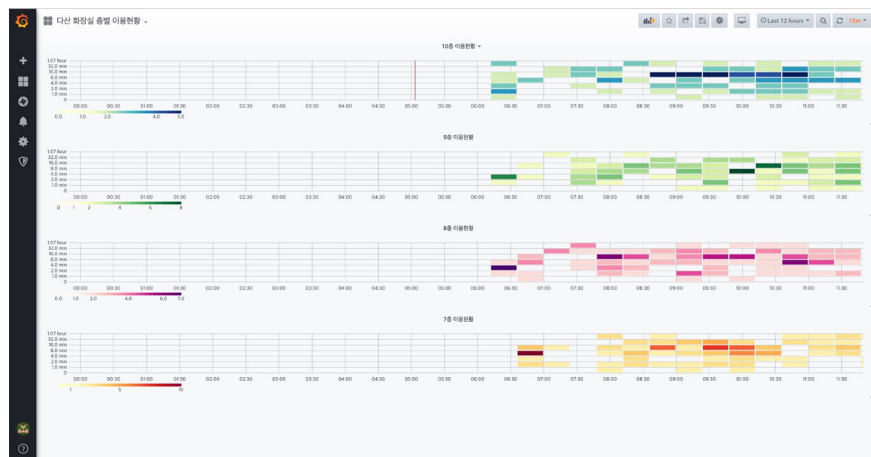 다산 화장실 층별 이용현황
Last 12 hours
15m
10층 이용현황
1.07 hour
32.0 min
16.0 min
8.0 min
4.0 min
2.0 min
1.0 min
0
00:00 00:30 01:00 01:30 02:00 02:30 03:00 03:30 04:00 04:30 05:00 05:30 06:00 06:30 07:00 07:30 08:00 08:30 09:00 09:30 10:00 10:30 11:00 11:30
0.0 1.0 2.0 4.0 5.0
9층 이용현황
1.07 hour
32.0 min
16.0 min
8.0 min
4.0 min
2.0 min
1.0 min
0
00:00 00:30 01:00 01:30 02:00 02:30 03:00 03:30 04:00 04:30 05:00 05:30 06:00 06:30 07:00 07:30 08:00 08:30 09:00 09:30 10:00 10:30 11:00 11:30
0 1 2 4 6 8
8층 이용현황
1.07 hour
32.0 min
16.0 min
8.0 min
4.0 min
2.0 min
1.0 min
0
00:00 00:30 01:00 01:30 02:00 02:30 03:00 03:30 04:00 04:30 05:00 05:30 06:00 06:30 07:00 07:30 08:00 08:30 09:00 09:30 10:00 10:30 11:00 11:30
0.0 1.0 2.0 4.0 6.0 7.0
7층 이용현황
1.07 hour
32.0 min
16.0 min
8.0 min
4.0 min
2.0 min
1.0 min
0
00:00 00:30 01:00 01:30 02:00 02:30 03:00 03:30 04:00 04:30 05:00 05:30 06:00 06:30 07:00 07:30 08:00 08:30 09:00 09:30 10:00 10:30 11:00 11:30
1 5 10